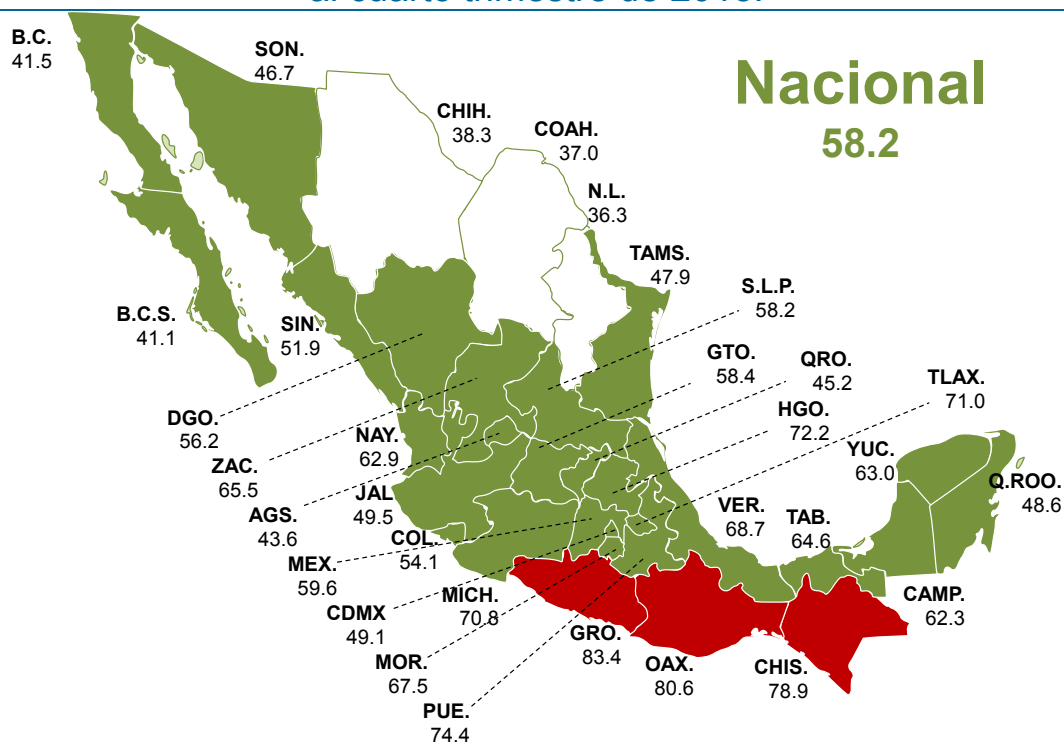 al cuarto trimestre de
B.C.
41.5
SON.
46.7
Nacional
58.2
CHIH.
38.3
COAH.
37.0
N.L.
36.3
TAMS.
47.9
S.L.P.
58.2
B.C.S.
41.1
SIN.
51.9
GTO.
58.4
QRO.
45.2
TLAX.
71.0
HGO.
72.2
DGO.
56.2
NAY.
62.9
YUC.
63.0
ZAC.
65.5
Q.ROO.
48.6
JAL
49.5
VER.
68.7
AGS.
43.6
TAB.
64.6
COL.
54.1
MEX.
59.6
CAMP.
62.3
MICH.
70.8
CDMX
49.1
GRO.
83.4
MOR.
67.5
OAX.
80.6
CHIS.
78.9
PUE.
74.4